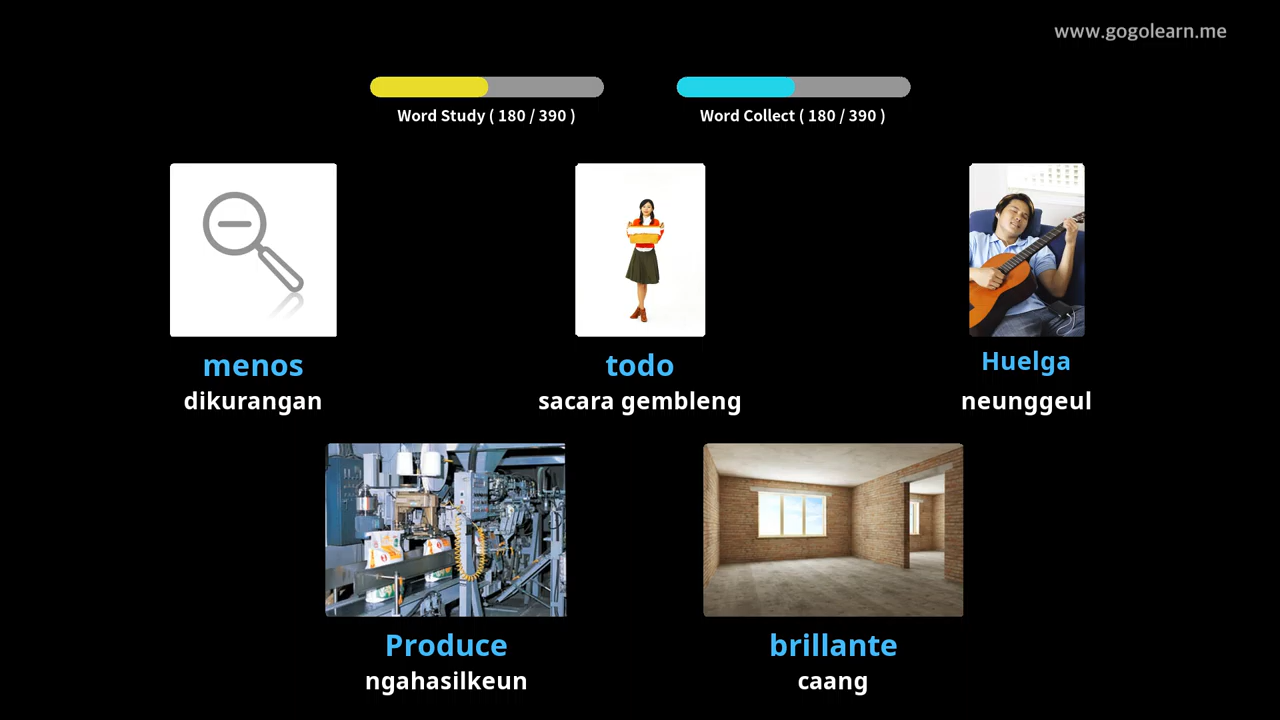 www.gogolearn.me
Word Study ( 180 / 390 )
Word Collect ( 180 / 390 )
menos
dikurangan
todo
sacara gembleng
Huelga
neunggeul
Produce
ngahasilkeun
brillante
caang